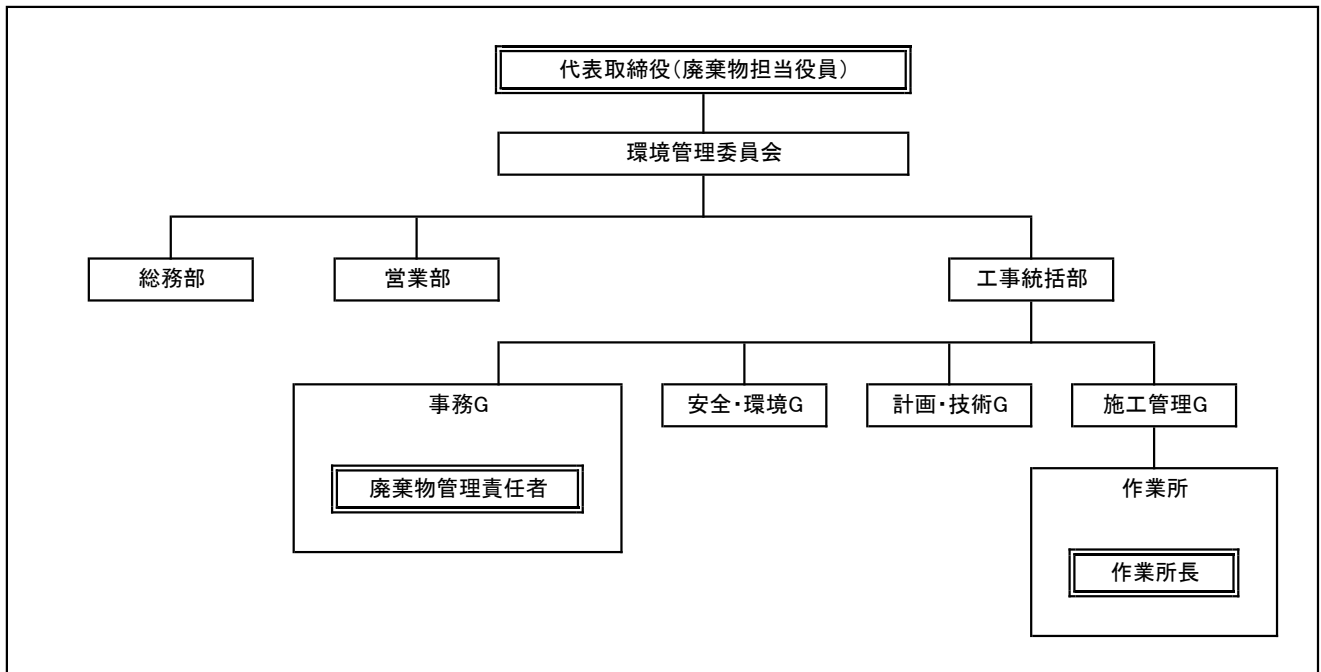 代表取締役(廃棄物担当役員)
環境管理委員会
総務部
営業部
工事統括部
事務G
安全・環境G
計画・技術G
施工管理G
廃棄物管理責任者
作業所
作業所長